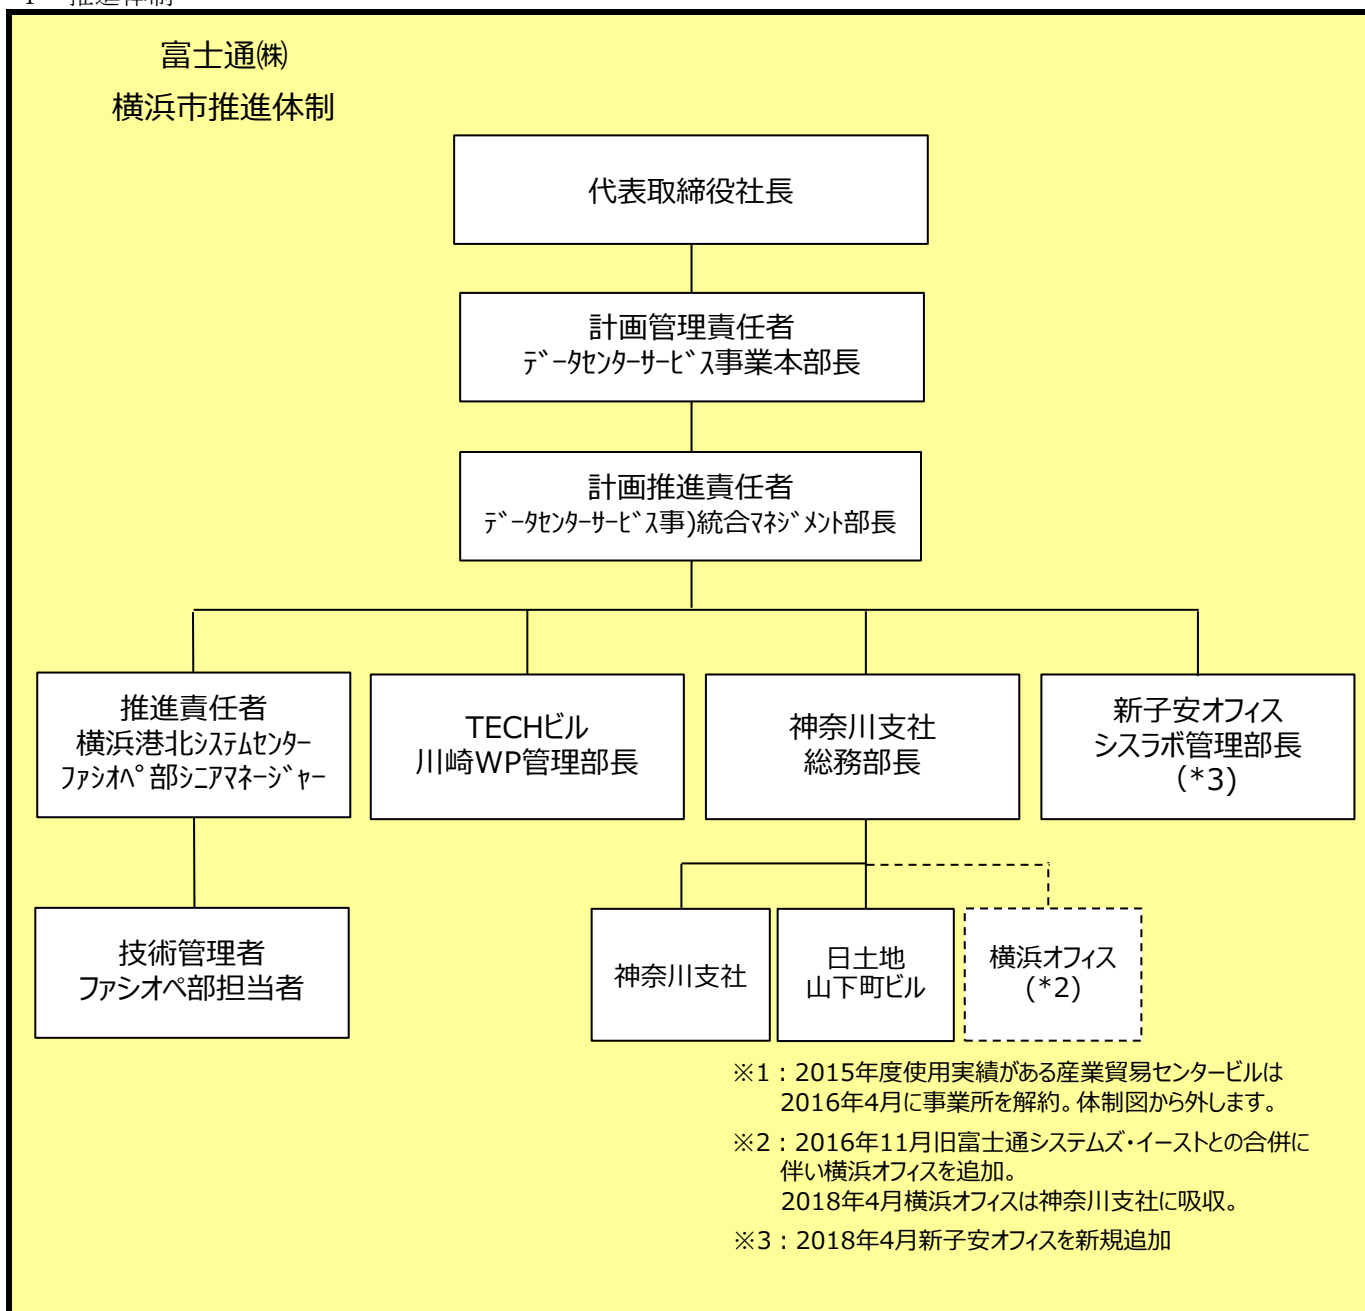 1 推進体制
富士通㈱
横浜市推進体制
代表取締役社長
計画管理責任者
ﾃﾞｰﾀｾﾝﾀｰｻｰﾋﾞｽ事業本部長
計画推進責任者
ﾃﾞｰﾀｾﾝﾀｰｻｰﾋﾞｽ事)統合ﾏﾈｼﾞﾒﾝﾄ部長
推進責任者
横浜港北ｼｽﾃﾑｾﾝﾀｰ
ﾌｧｼｵﾍﾟ部ｼﾆｱﾏﾈｰｼﾞｬｰ
TECHビル
川崎WP管理部長
神奈川支社
総務部長
新子安オフィス
シスラボ管理部長
(*3)
技術管理者
ファシオペ部担当者
神奈川支社
日土地
山下町ビル
横浜オフィス
(*2)
※1：2015年度使用実績がある産業貿易センタービルは
2016年4月に事業所を解約。体制図から外します。
※2：2016年11月旧富士通システムズ・イーストとの合併に
伴い横浜オフィスを追加。
2018年4月横浜オフィスは神奈川支社に吸収。
※3：2018年4月新子安オフィスを新規追加